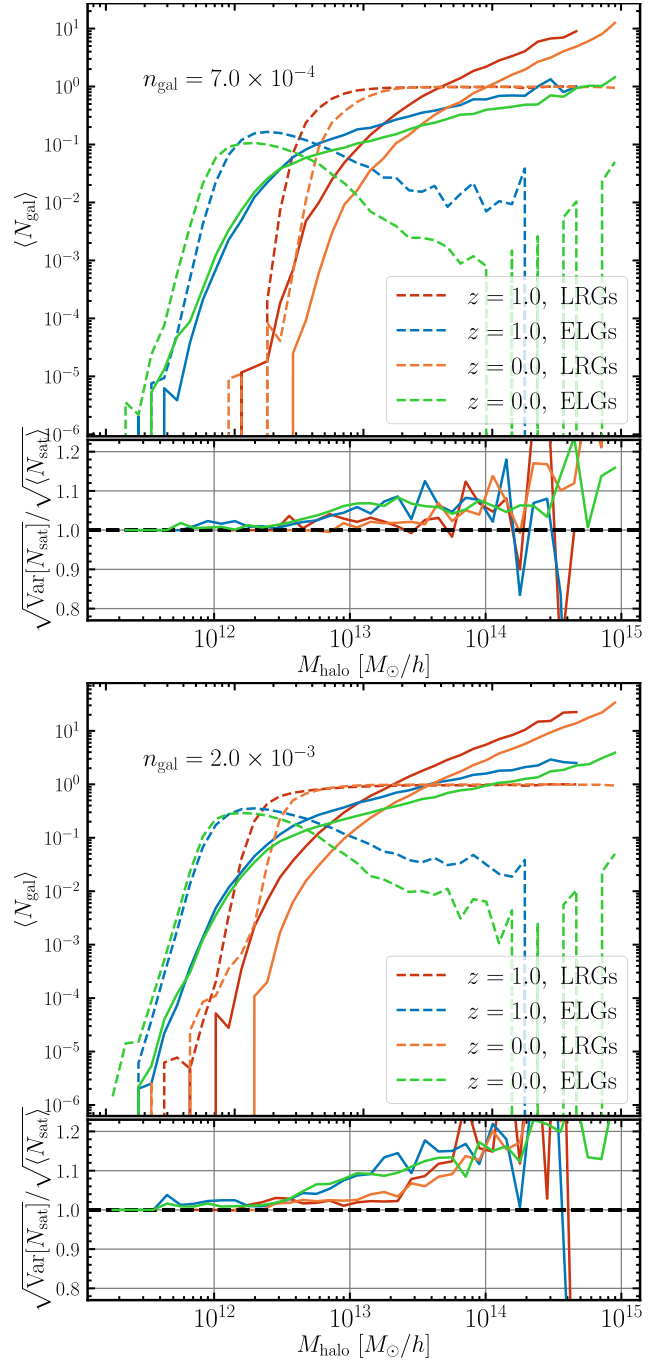 10^1
n_gal = 7.0 × 10^−4
10^0
10^−1
10^−2
⟨N_gal⟩
10^−3
z = 1.0, LRGs
10^−4
z = 1.0, ELGs
z = 0.0, LRGs
10^−5
z = 0.0, ELGs
10^−6
1.2
1.1
1.0
0.9
0.8
√Var[N_sat]/√⟨N_sat⟩
10^12 10^13 10^14 10^15
M_halo [M_⊙/h]
10^1
n_gal = 2.0 × 10^−3
10^0
10^−1
10^−2
⟨N_gal⟩
10^−3
z = 1.0, LRGs
10^−4
z = 1.0, ELGs
z = 0.0, LRGs
10^−5
z = 0.0, ELGs
10^−6
1.2
1.1
1.0
0.9
0.8
√Var[N_sat]/√⟨N_sat⟩
10^12 10^13 10^14 10^15
M_halo [M_⊙/h]